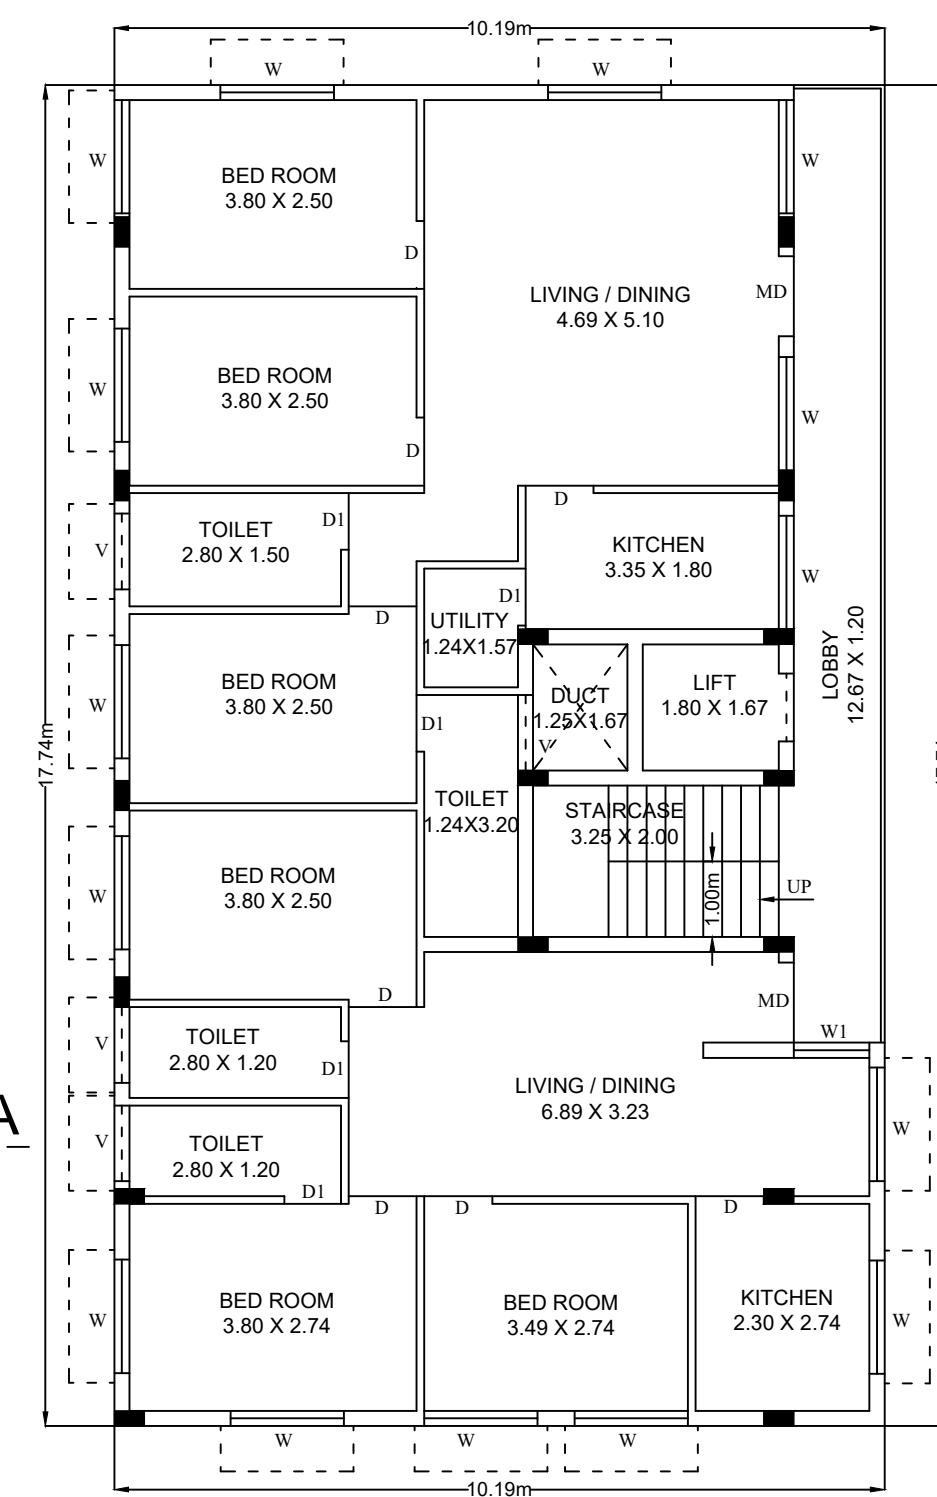 10.19m
W
W
W
BED ROOM
3.80 X 2.50
W
D
LIVING / DINING
4.69 X 5.10
MD
W
BED ROOM
3.80 X 2.50
W
D
D
TOILET
2.80 X 1.50
D1
V
KITCHEN
3.35 X 1.80
W
D1
UTILITY
1.24X1.57
D
LOBBY
12.67 X 1.20
BED ROOM
3.80 X 2.50
W
DUCT
1.25X1.67
V
LIFT
1.80 X 1.67
D1
17.74m
TOILET
1.24X3.20
STAIRCASE
3.25 X 2.00
1.00m
UP
BED ROOM
3.80 X 2.50
W
D
MD
W1
TOILET
2.80 X 1.20
V
D1
LIVING / DINING
6.89 X 3.23
A
TOILET
2.80 X 1.20
V
W
D1
D
D
D
BED ROOM
3.80 X 2.74
W
BED ROOM
3.49 X 2.74
KITCHEN
2.30 X 2.74
W
W
W
W
10.19m